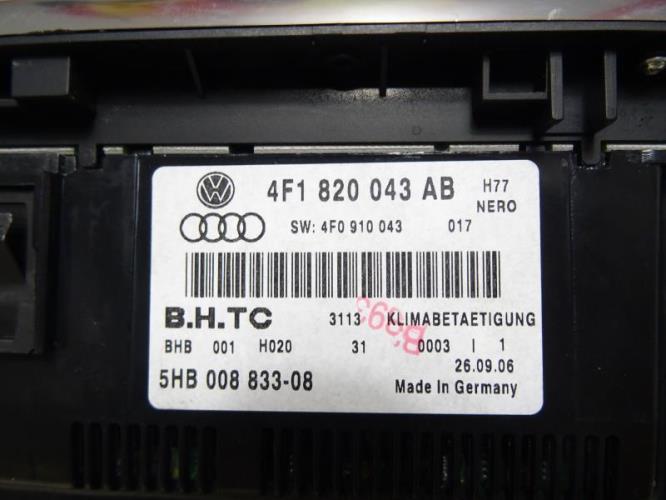 4F1 820 043 AB H77
NERO
SW: 4F0 910 043 017
B.H.TC 3113 KLIMABETAETIGUNG
BHB 001 H020 31 0003 | 1
26.09.06
5HB 008 833-08 Made In Germany